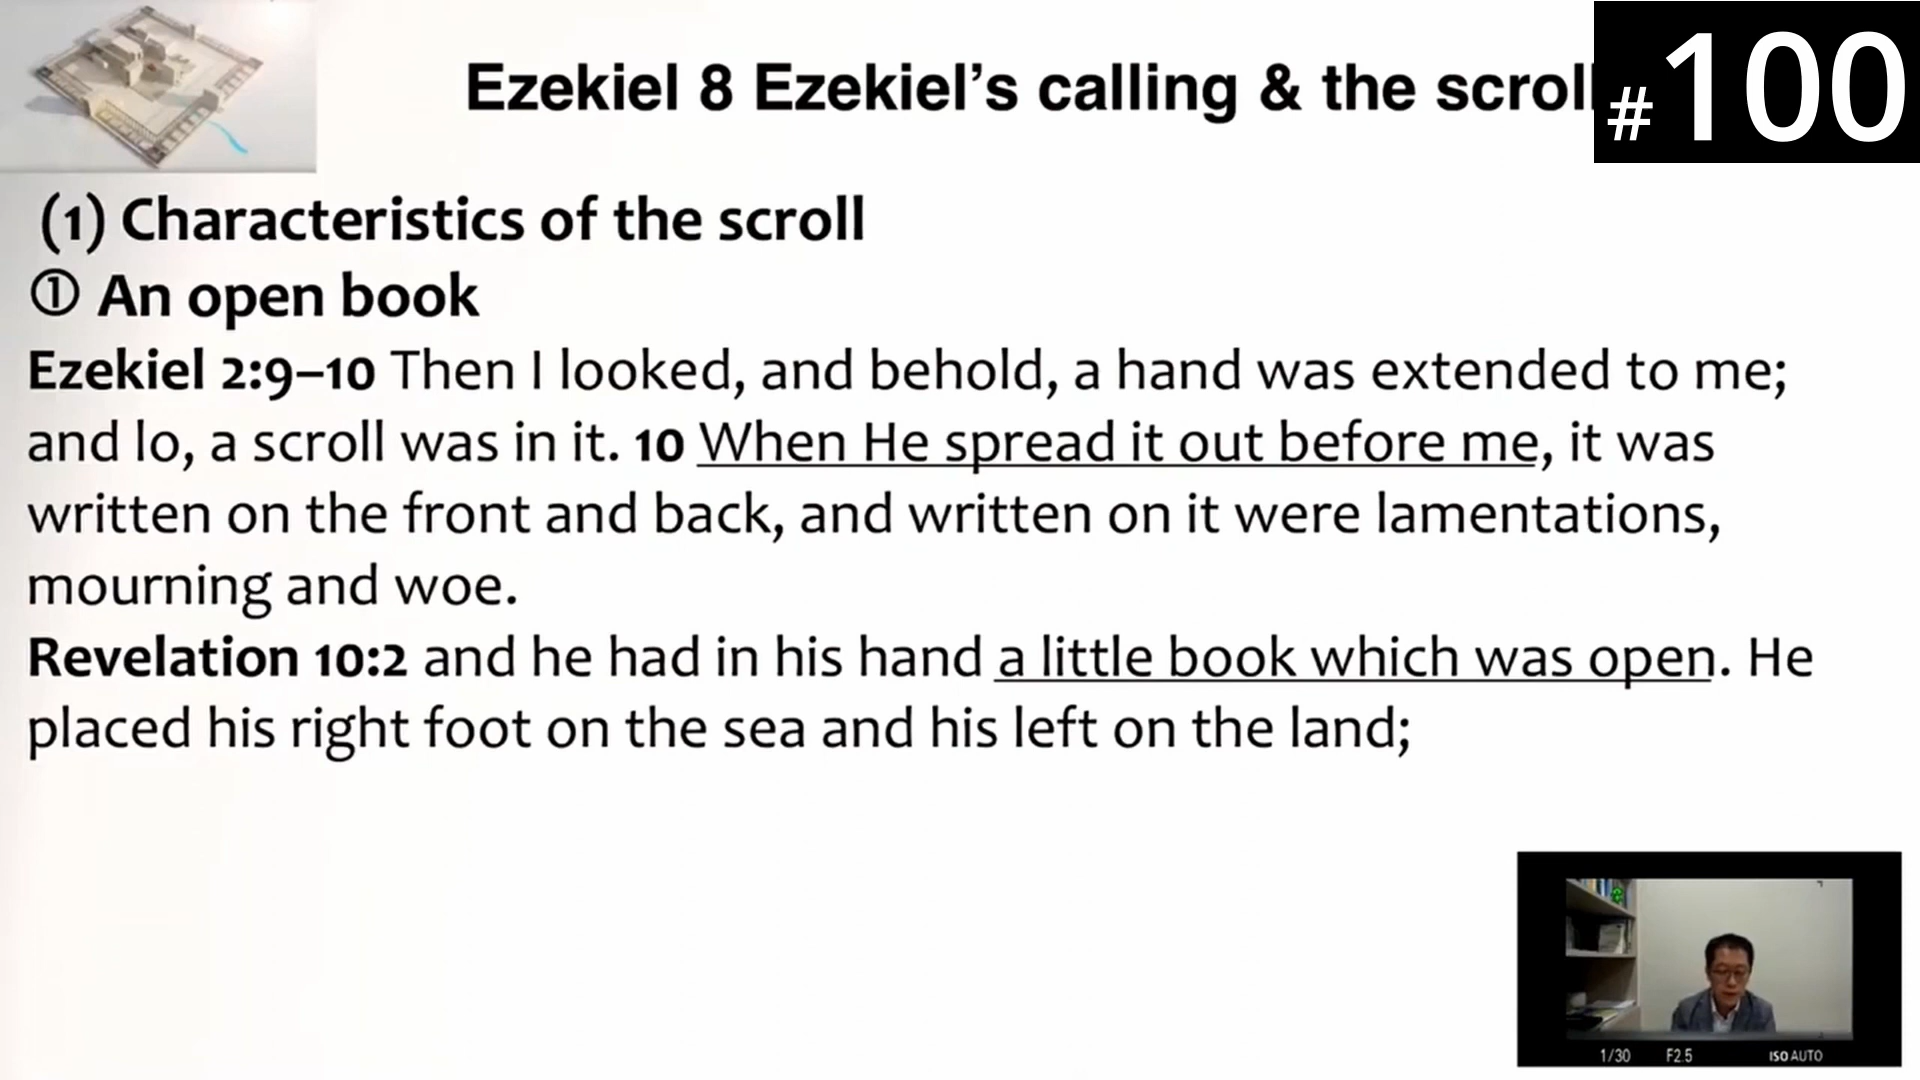 Ezekiel 8 Ezekiel’s calling & the scroll
#100
(1) Characteristics of the scroll
① An open book
Ezekiel 2:9–10 Then I looked, and behold, a hand was extended to me;
and lo, a scroll was in it. 10 When He spread it out before me, it was
written on the front and back, and written on it were lamentations,
mourning and woe.
Revelation 10:2 and he had in his hand a little book which was open. He
placed his right foot on the sea and his left on the land;
1/30 F2.5 ISO AUTO